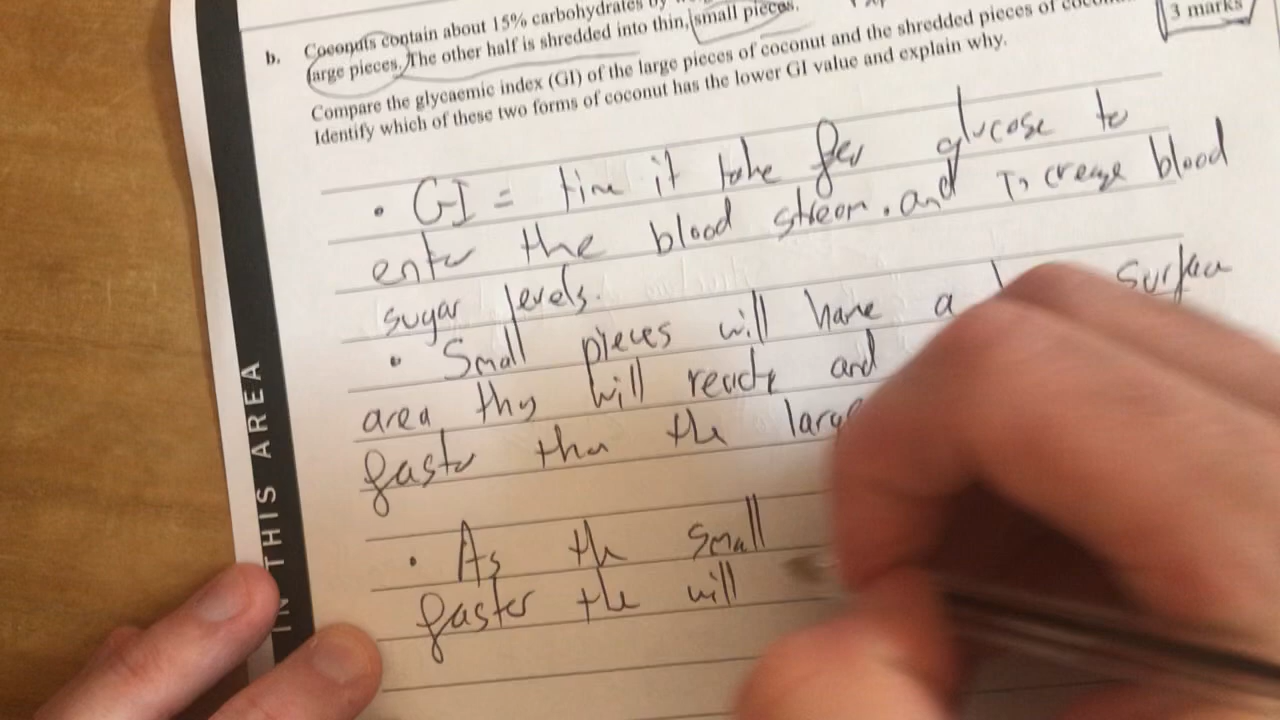 b. Coconuts contain about 15% carbohydrates by
large pieces. The other half is shredded into thin, small pieces.
3 marks
Compare the glycaemic index (GI) of the large pieces of coconut and the shredded pieces of
Identify which of these two forms of coconut has the lower GI value and explain why.
• GI = time it take for glucose to
enter the blood stream. and Increase blood
sugar levels.
• Small pieces will have a surface
area, thy will and
faster than the large
• As the small
faster the will
IN THIS AREA